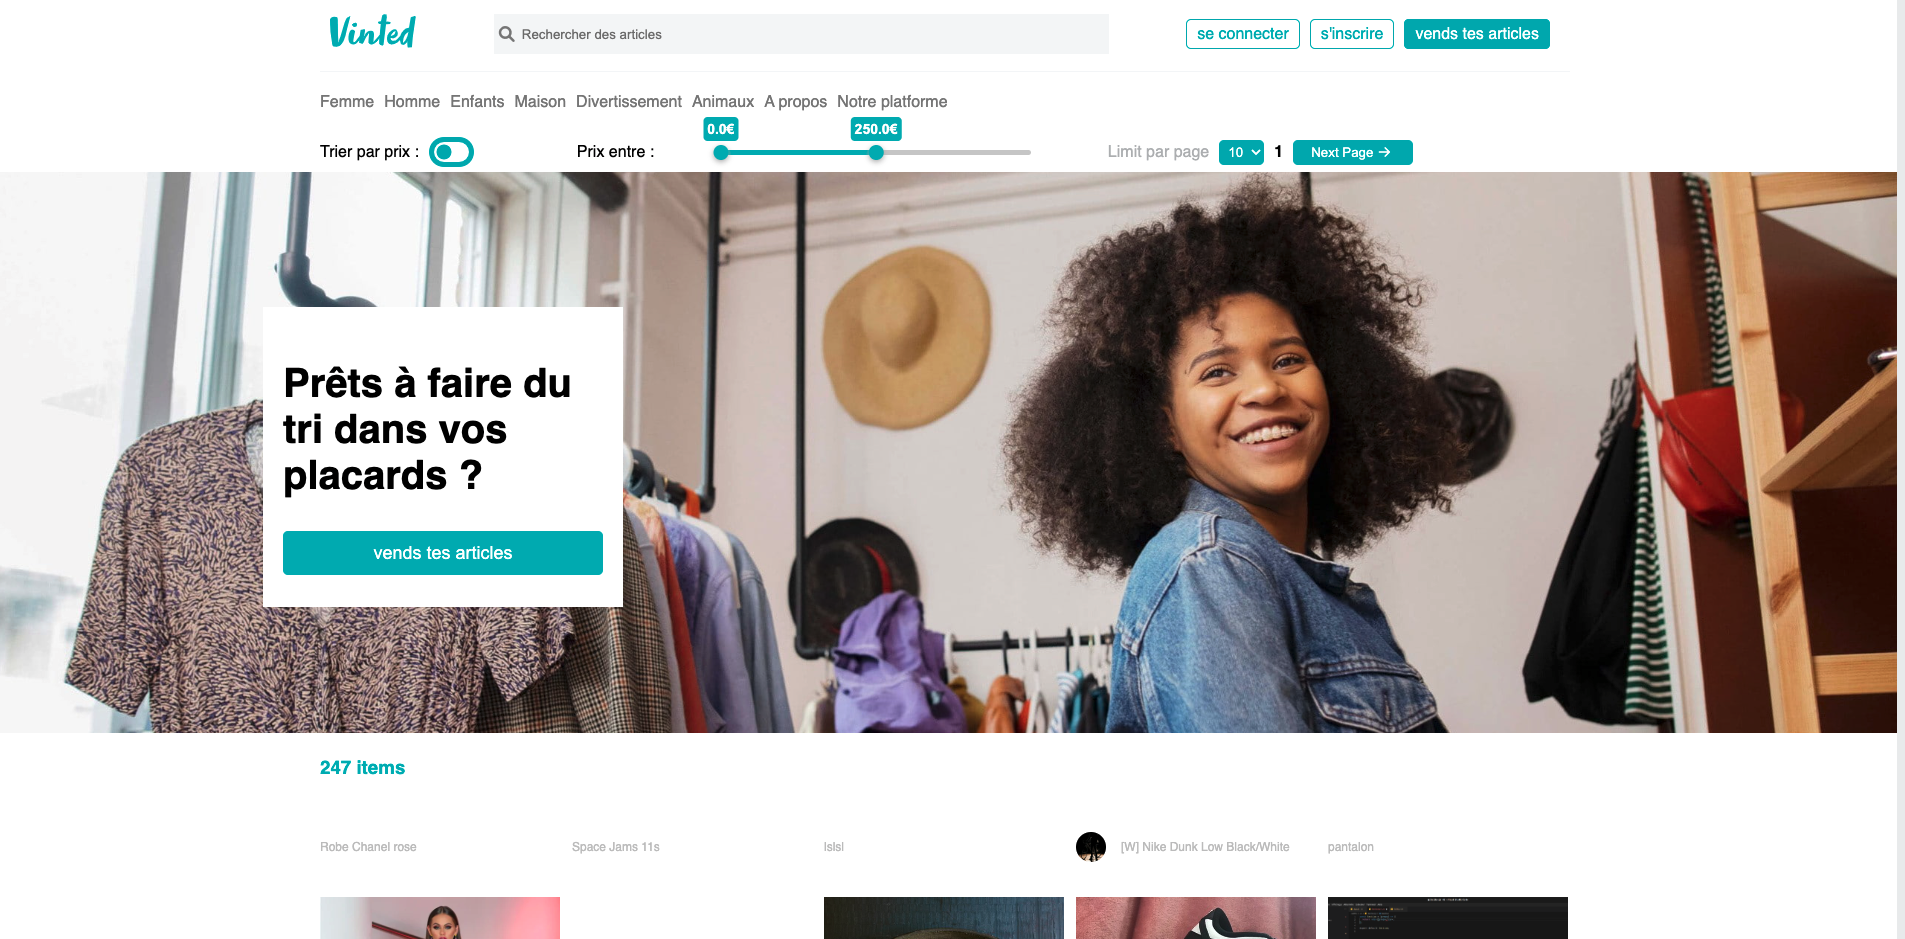 Vinted
Rechercher des articles
se connecter
s'inscrire
vends tes articles
Femme Homme Enfants Maison Divertissement Animaux A propos Notre platforme
Trier par prix :
Prix entre :
0.0€
250.0€
Limit par page
10
1
Next Page →
Prêts à faire du
tri dans vos
placards ?
vends tes articles
247 items
Robe Chanel rose
Space Jams 11s
[W] Nike Dunk Low Black/White
pantalon